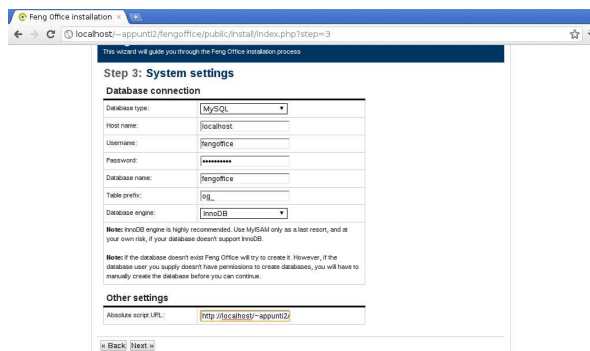 Feng Office installation
localhost/~appunti2/fengoffice/public/install/index.php?step=3
This wizard will guide you through the Feng Office installation process
Step 3: System settings
Database connection
Database type: MySQL
Host name: localhost
Username: fengoffice
Password: ••••••••••
Database name: fengoffice
Table prefix: og_
Database engine: InnoDB
Note: InnoDB engine is highly recommended. Use MyISAM only as a last resort, and at
your own risk, if your database doesn't support InnoDB.
Note: If the database doesn't exist Feng Office will try to create it. However, if the
database user you supply doesn't have permissions to create databases, you will have to
manually create the database before you can continue.
Other settings
Absolute script URL: http://localhost/~appunti2/
« Back Next »